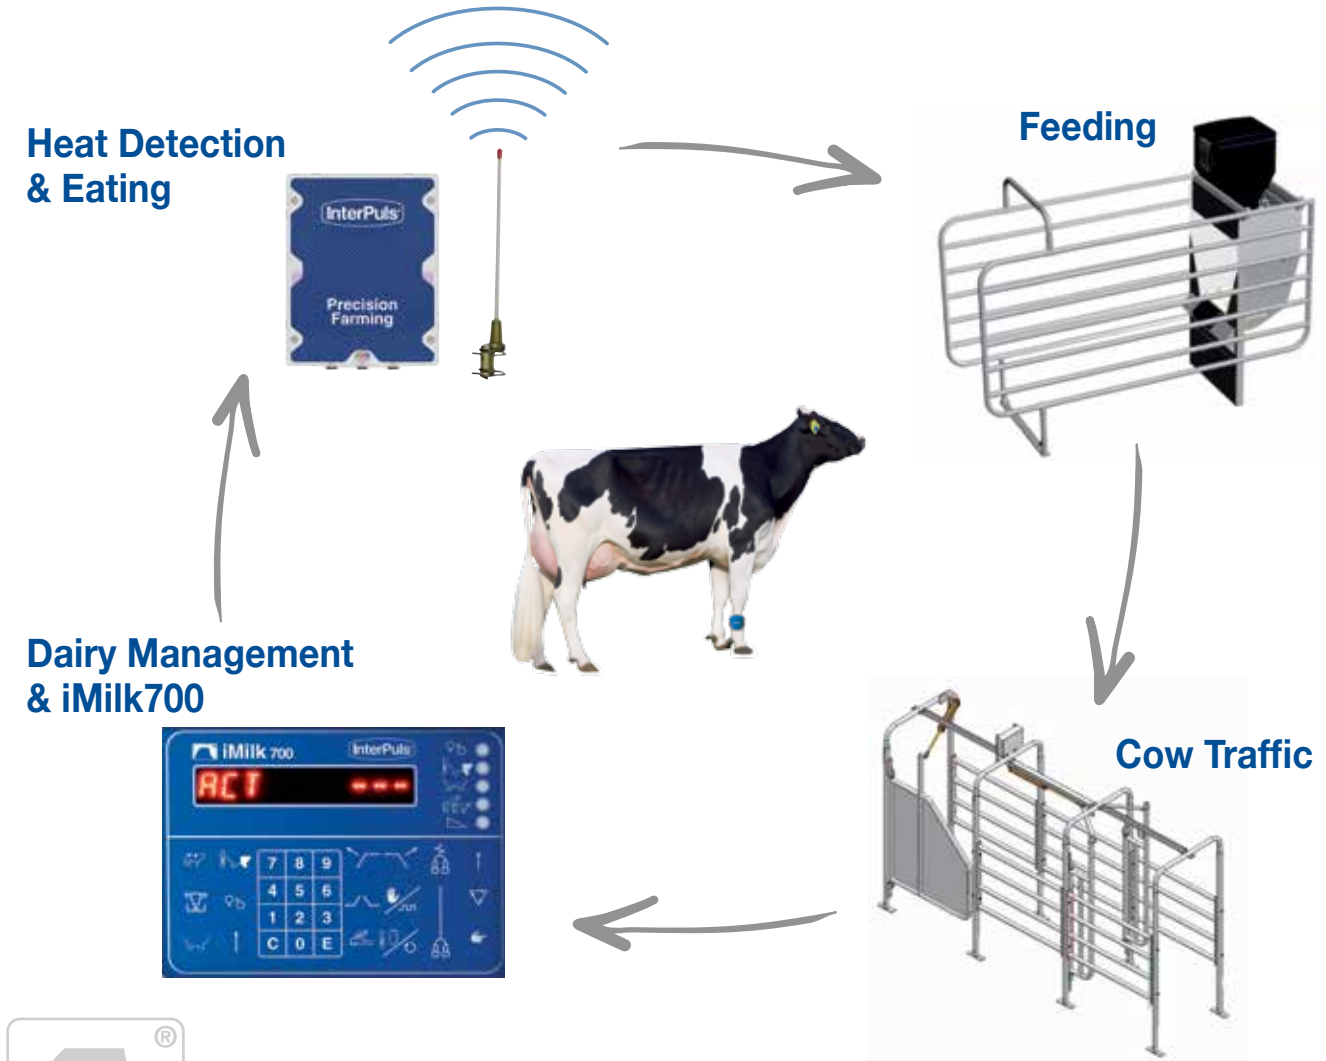 Heat Detection
& Eating
InterPuls
Precision
Farming
Feeding
Dairy Management
& iMilk700
iMilk 700
InterPuls
ACT ---
7 8 9
4 5 6
1 2 3
C 0 E
Cow Traffic
®